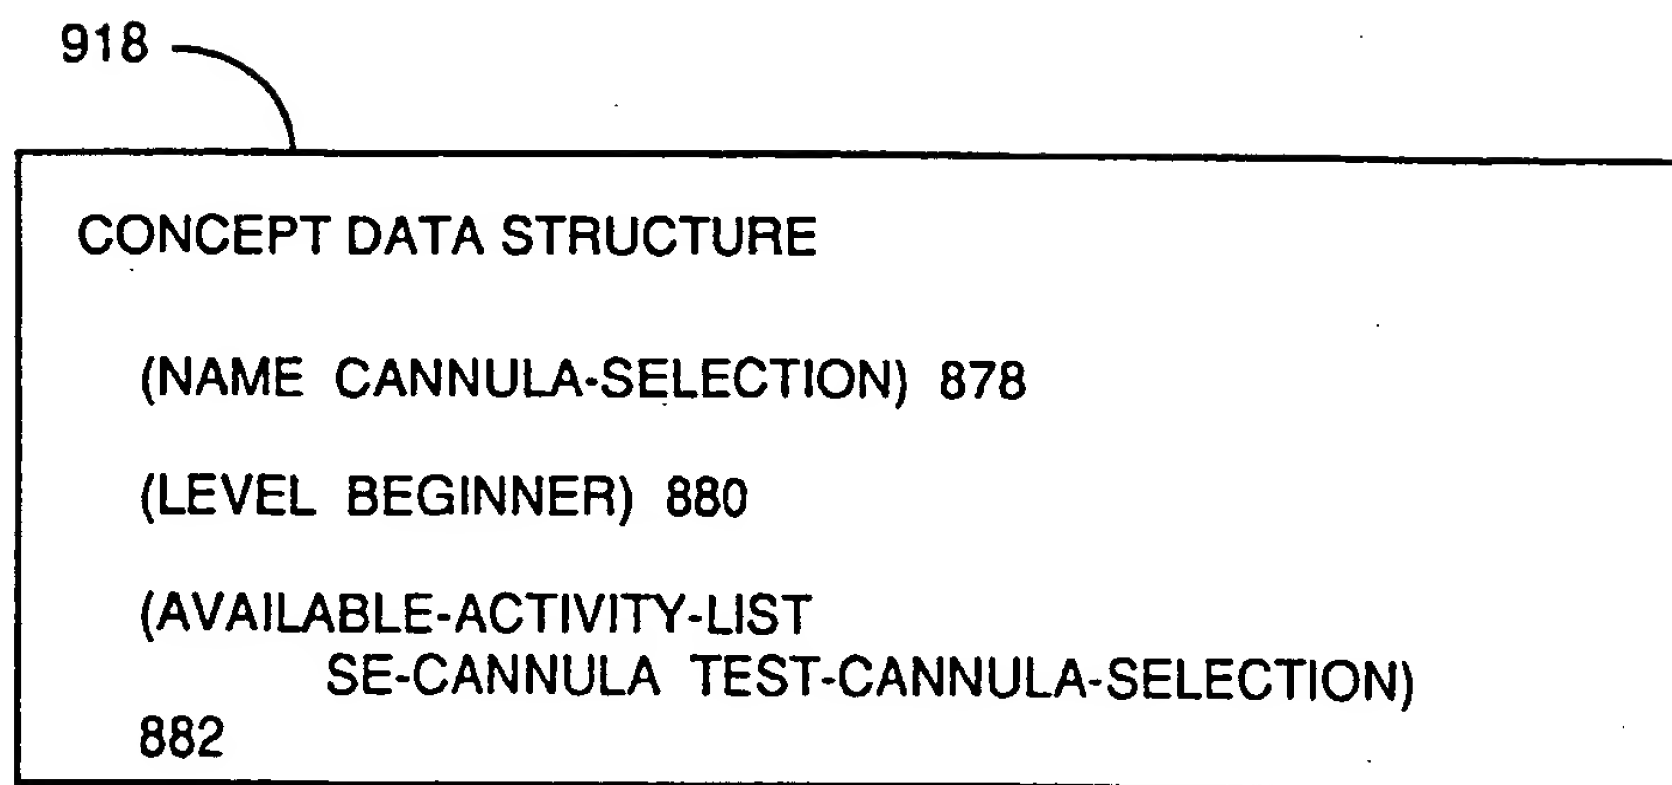 918
CONCEPT DATA STRUCTURE
(NAME CANNULA-SELECTION) 878
(LEVEL BEGINNER) 880
(AVAILABLE-ACTIVITY-LIST
SE-CANNULA TEST-CANNULA-SELECTION)
882